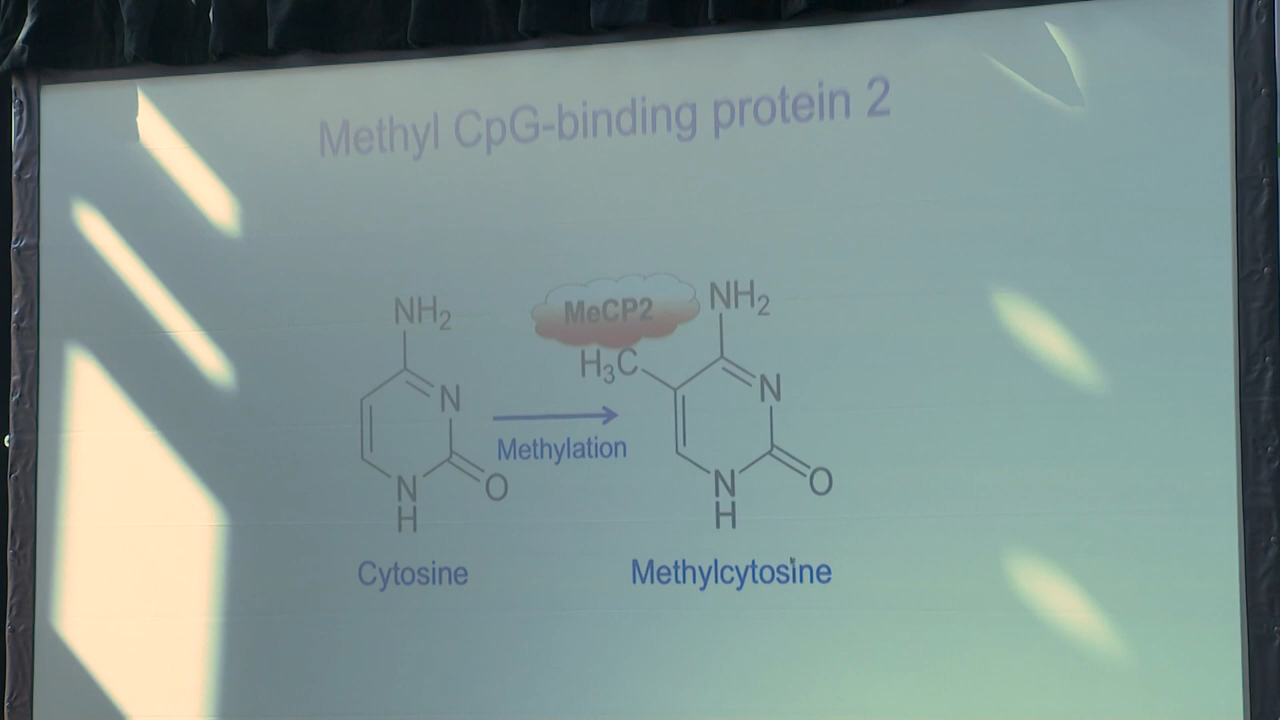 Methyl CpG-binding protein 2
MeCP2
NH₂
N
N
H
O
Methylation
H₃C
NH₂
N
N
H
O
Cytosine
Methylcytosine